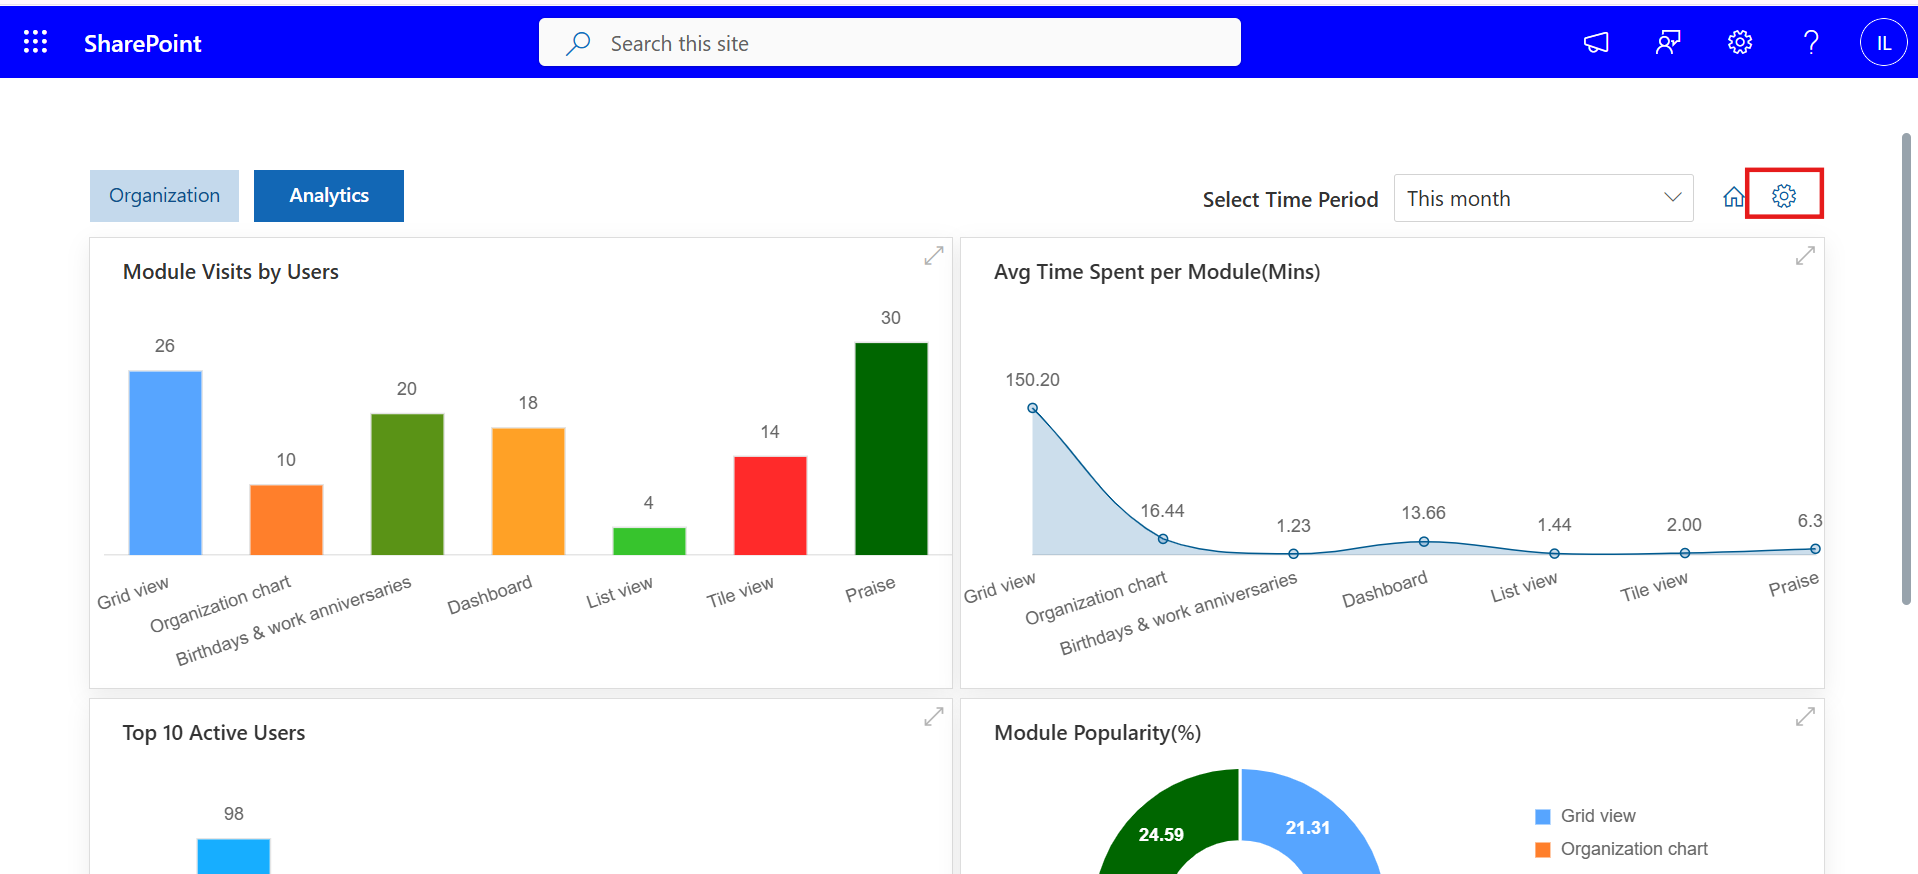 SharePoint
Search this site
IL
Organization
Analytics
Select Time Period
This month
Module Visits by Users
26
10
20
18
4
14
30
Grid view
Organization chart
Birthdays & work anniversaries
Dashboard
List view
Tile view
Praise
Avg Time Spent per Module(Mins)
150.20
16.44
1.23
13.66
1.44
2.00
6.3
Grid view
Organization chart
Birthdays & work anniversaries
Dashboard
List view
Tile view
Praise
Top 10 Active Users
98
Module Popularity(%)
24.59
21.31
Grid view
Organization chart